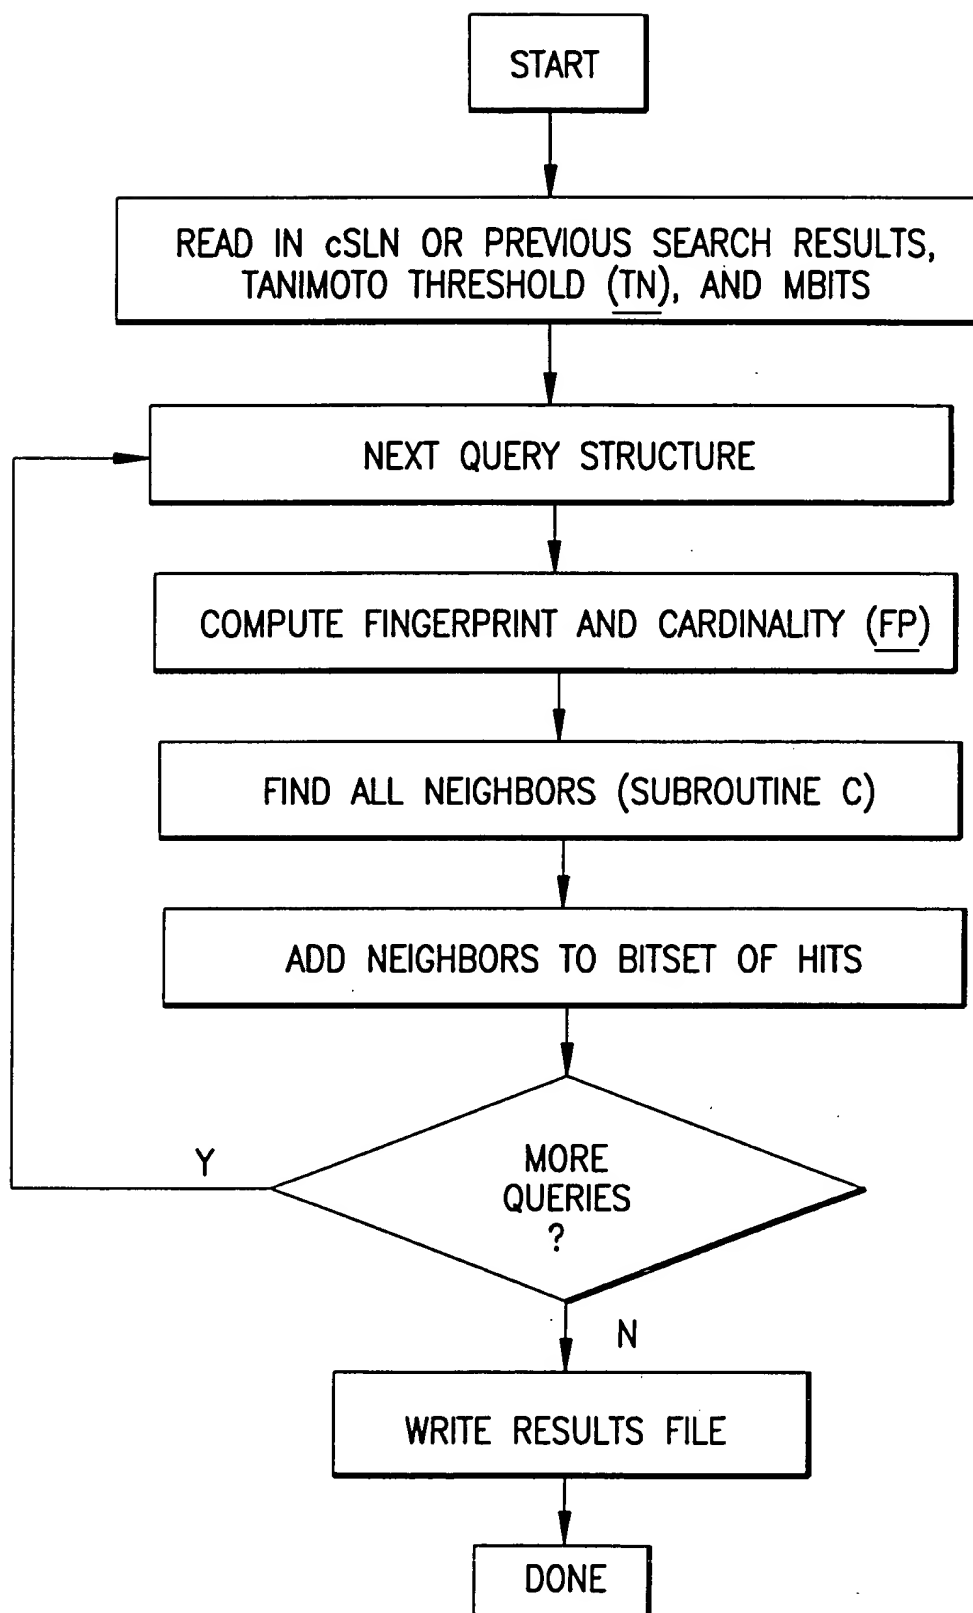 START
READ IN cSLN OR PREVIOUS SEARCH RESULTS,
TANIMOTO THRESHOLD (TN), AND MBITS
NEXT QUERY STRUCTURE
COMPUTE FINGERPRINT AND CARDINALITY (FP)
FIND ALL NEIGHBORS (SUBROUTINE C)
ADD NEIGHBORS TO BITSET OF HITS
Y
MORE
QUERIES
?
N
WRITE RESULTS FILE
DONE